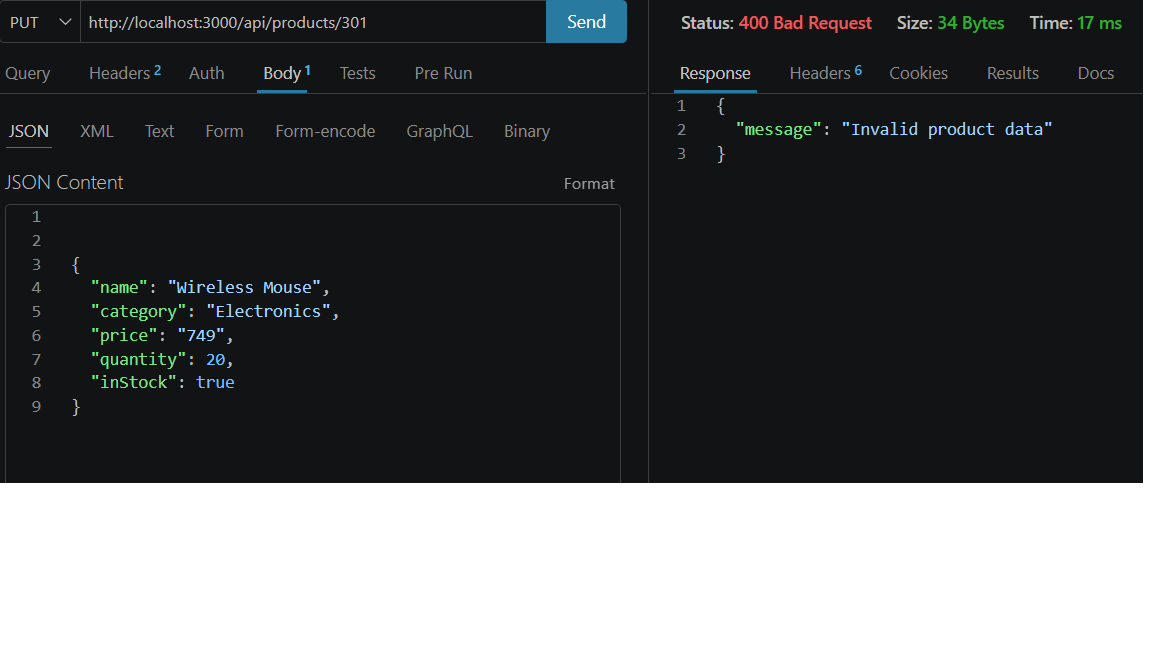 PUT http://localhost:3000/api/products/301 Send
Query Headers 2 Auth Body 1 Tests Pre Run
JSON XML Text Form Form-encode GraphQL Binary
JSON Content Format
1
2
3 {
4 "name": "Wireless Mouse",
5 "category": "Electronics",
6 "price": "749",
7 "quantity": 20,
8 "inStock": true
9 }
Status: 400 Bad Request Size: 34 Bytes Time: 17 ms
Response Headers 6 Cookies Results Docs
1 {
2 "message": "Invalid product data"
3 }